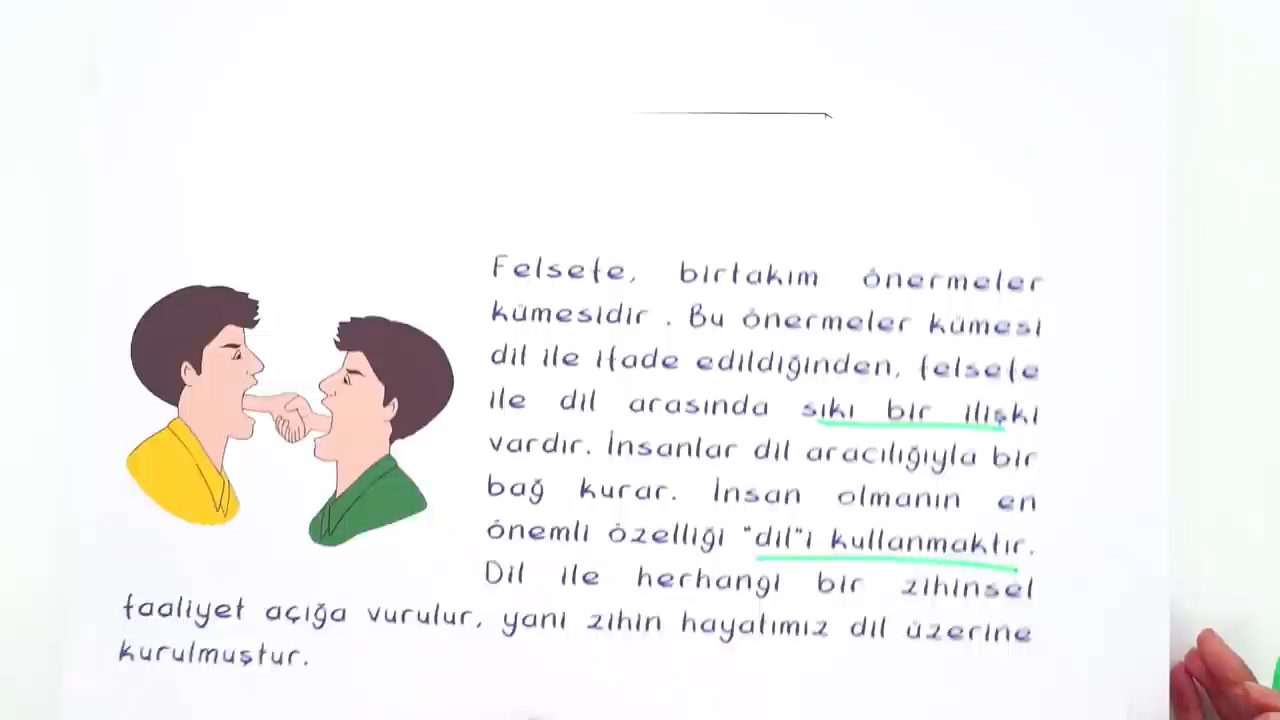 Felsefe, birtakım önermeler
kümesidir . Bu önermeler kümesi
dil ile ifade edildiğinden, felsefe
ile dil arasında sıkı bir ilişki
vardır. İnsanlar dil aracılığıyla bir
bağ kurar. İnsan olmanın en
önemli özelliği "dil"i kullanmaktır.
Dil ile herhangi bir zihinsel
faaliyet açığa vurulur, yani zihin hayatımız dil üzerine
kurulmuştur.